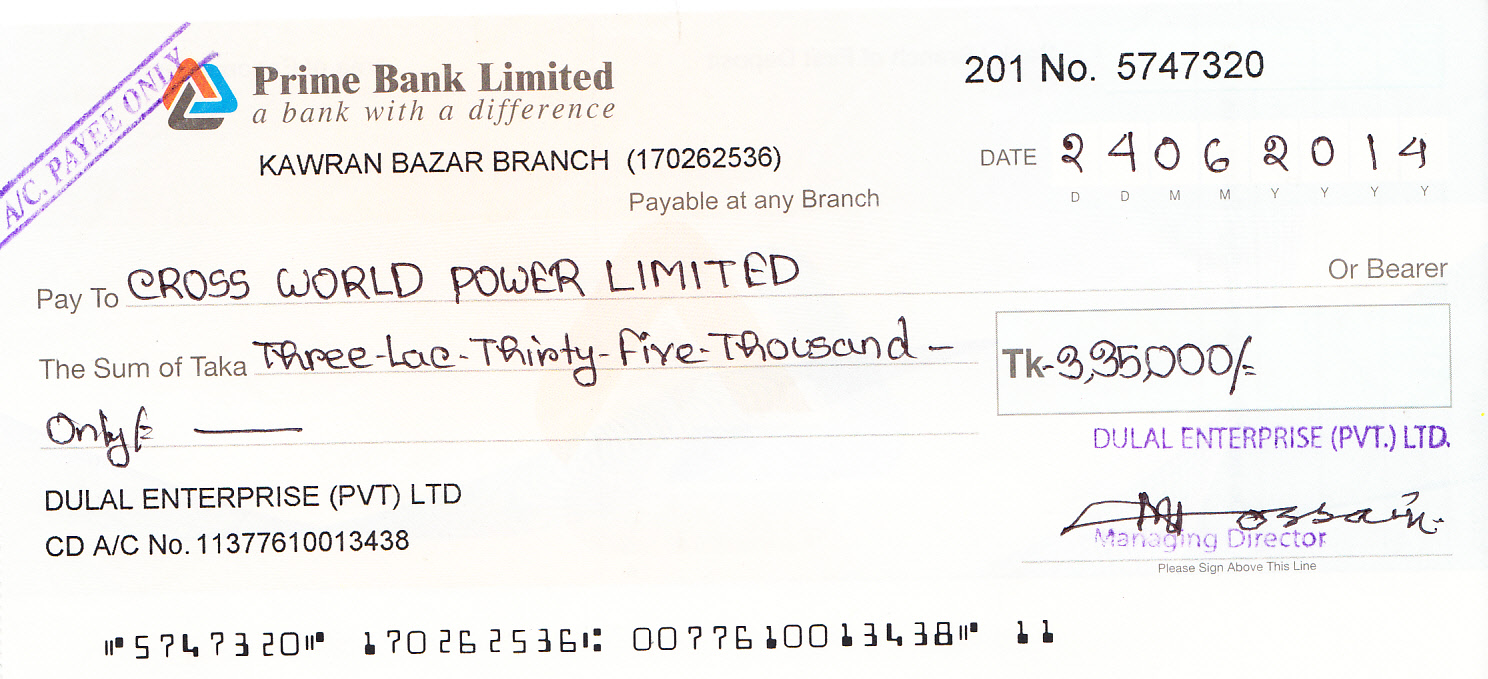 A/C. PAYEE ONLY
Prime Bank Limited
a bank with a difference
201 No. 5747320
KAWRAN BAZAR BRANCH (170262536)
Payable at any Branch
DATE 24062014
D D M M Y Y Y Y
Pay To CROSS WORLD POWER LIMITED Or Bearer
The Sum of Taka Three-Lac-Thirty-Five-Thousand -
Only/= ——
Tk-3,35,000/=
DULAL ENTERPRISE (PVT.) LTD.
DULAL ENTERPRISE (PVT) LTD
CD A/C No. 11377610013438
Hossain
Managing Director
Please Sign Above This Line
⑈5747320⑈ 170262536⑆ 0077610013438⑈ 11